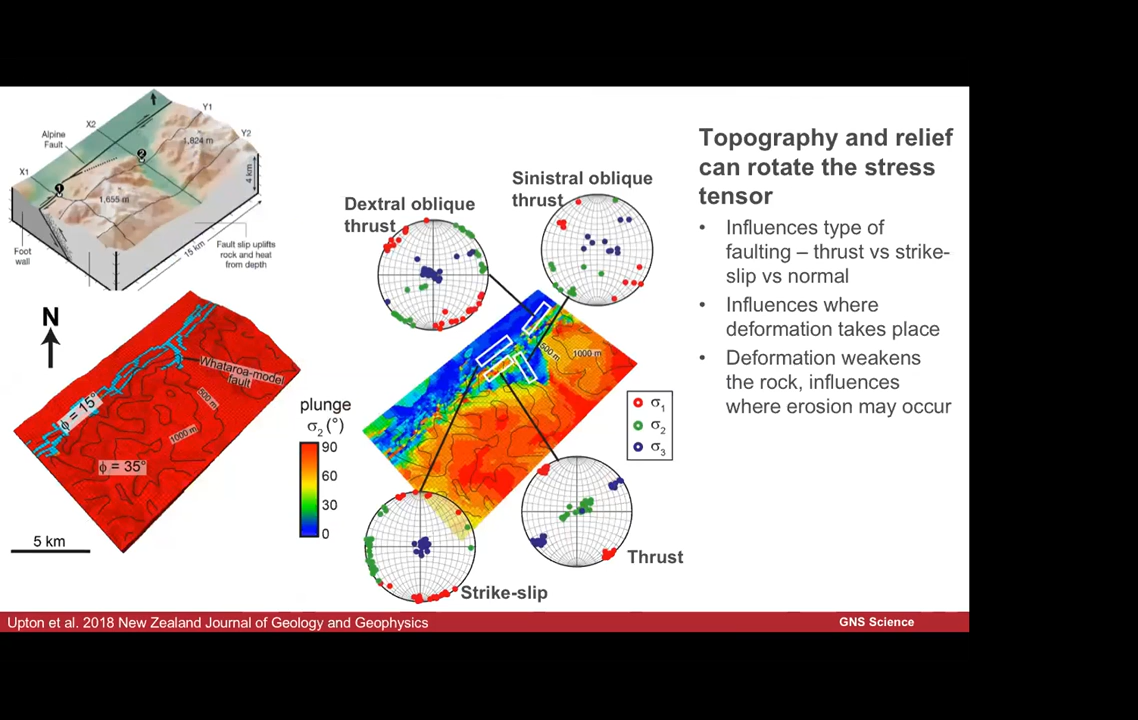 Topography and relief
can rotate the stress
tensor
• Influences type of
faulting – thrust vs strike-
slip vs normal
• Influences where
deformation takes place
• Deformation weakens
the rock, influences
where erosion may occur
Alpine
Fault
X1
X2
Y1
Y2
1
2
1,824 m
1,655 m
4 km
15 km
Foot
wall
Fault slip uplifts
rock and heat
from depth
N
Whataroa-model
fault
500 m
1000 m
ϕ = 15°
ϕ = 35°
5 km
Dextral oblique
thrust
Sinistral oblique
thrust
500 m
1000 m
plunge
σ2 (°)
90
60
30
0
σ1
σ2
σ3
Strike-slip
Thrust
Upton et al. 2018 New Zealand Journal of Geology and Geophysics
GNS Science